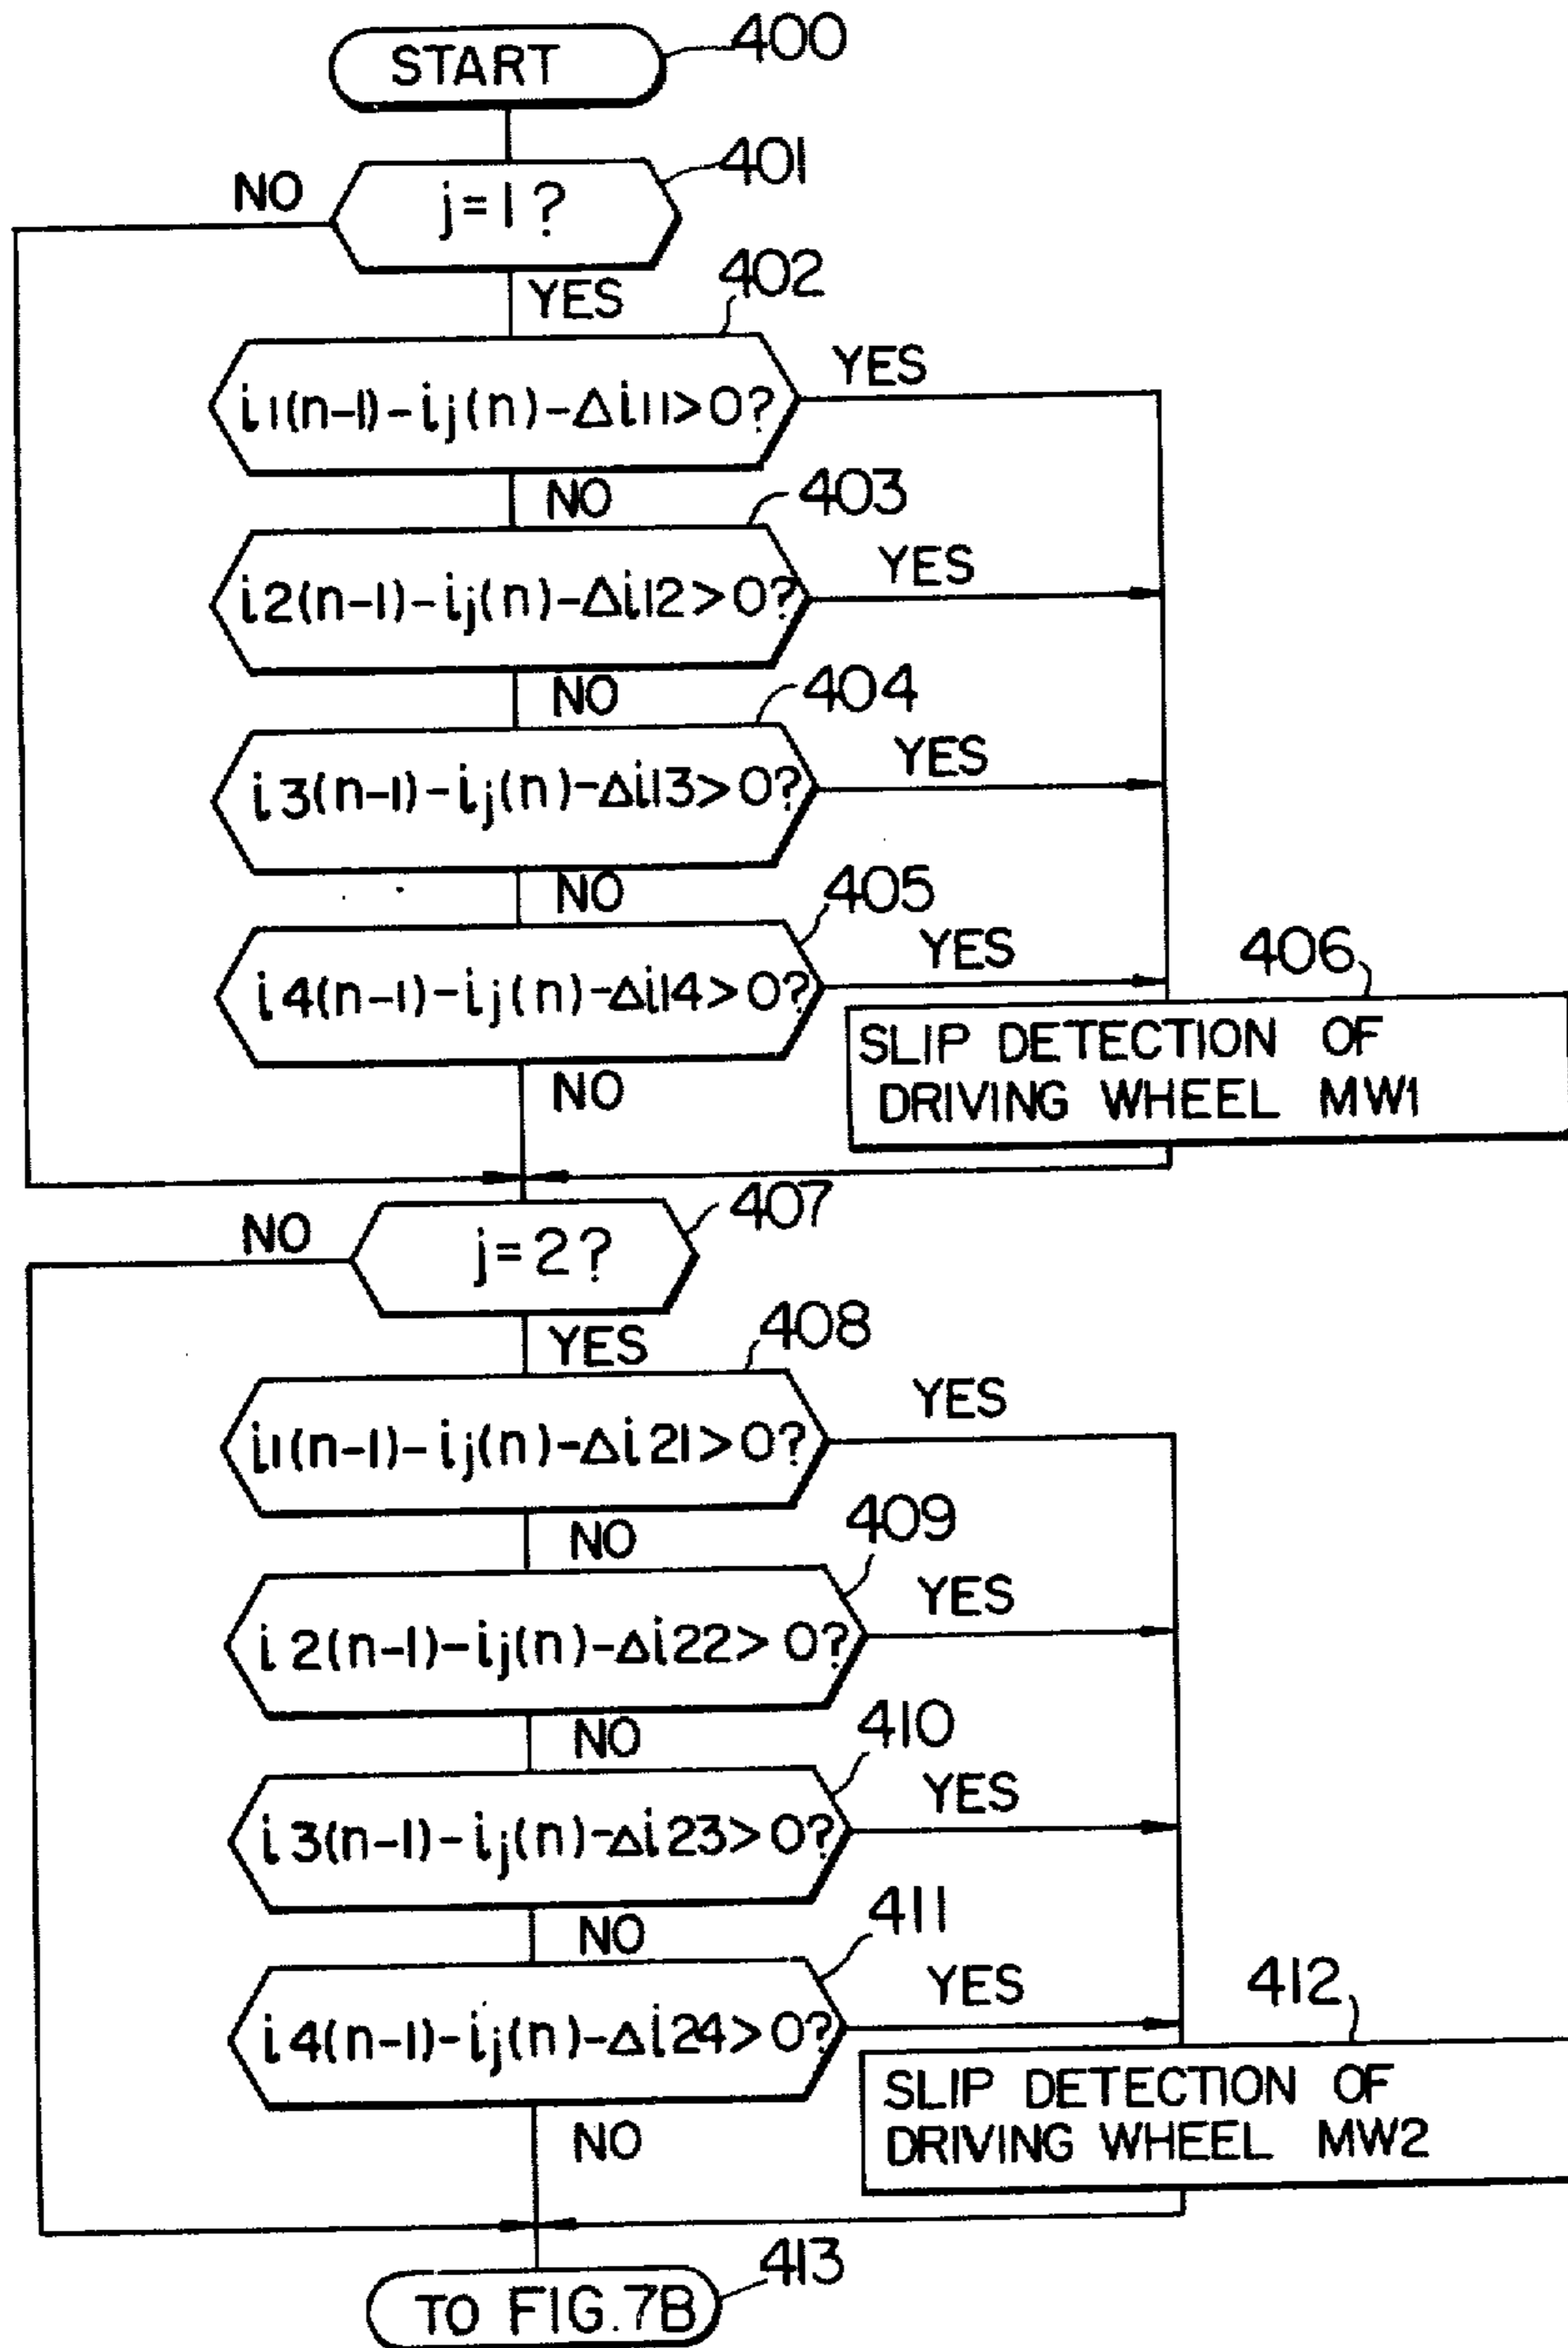 START
400
401
NO
j=1?
YES
402
i1(n-1)-ij(n)-Δi11>0?
YES
NO
403
i2(n-1)-ij(n)-Δi12>0?
YES
NO
404
i3(n-1)-ij(n)-Δi13>0?
YES
NO
405
i4(n-1)-ij(n)-Δi14>0?
YES
406
SLIP DETECTION OF
DRIVING WHEEL MW1
NO
407
NO
j=2?
YES
408
i1(n-1)-ij(n)-Δi21>0?
YES
NO
409
i2(n-1)-ij(n)-Δi22>0?
YES
NO
410
i3(n-1)-ij(n)-Δi23>0?
YES
NO
411
i4(n-1)-ij(n)-Δi24>0?
YES
412
SLIP DETECTION OF
DRIVING WHEEL MW2
NO
413
TO FIG.7B